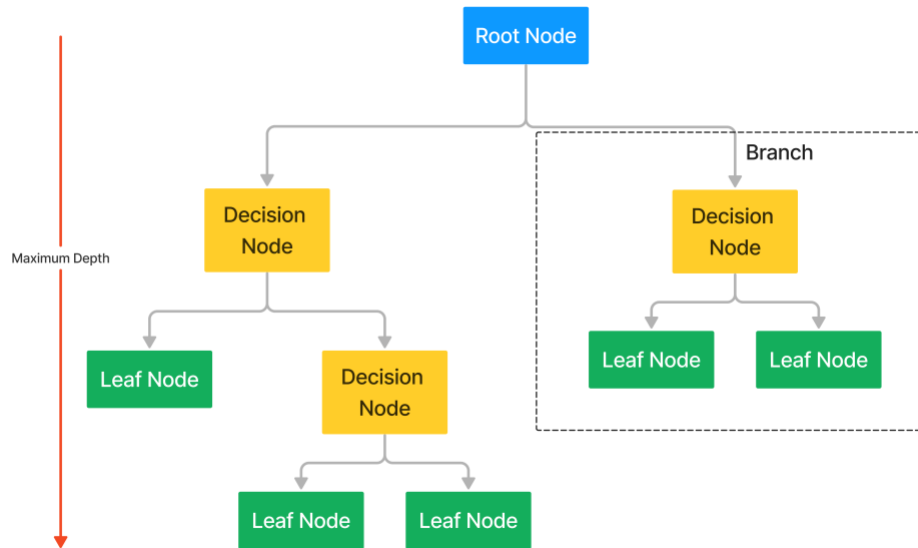 Root Node
Branch
Decision
Node
Decision
Node
Maximum Depth
Leaf Node
Leaf Node
Leaf Node
Decision
Node
Leaf Node
Leaf Node